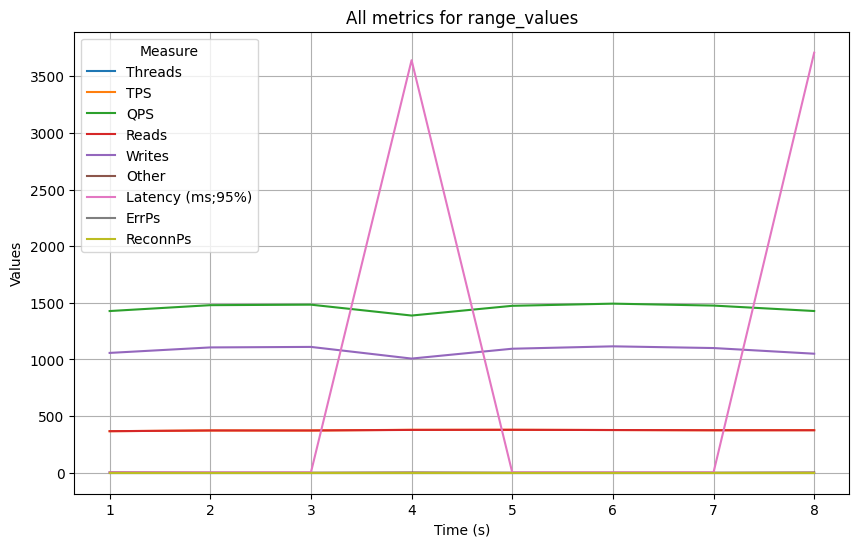 All metrics for range_values
Measure
Threads
TPS
QPS
Reads
Writes
Other
Latency (ms;95%)
ErrPs
ReconnPs
3500
3000
2500
2000
1500
1000
500
0
Values
1 2 3 4 5 6 7 8
Time (s)